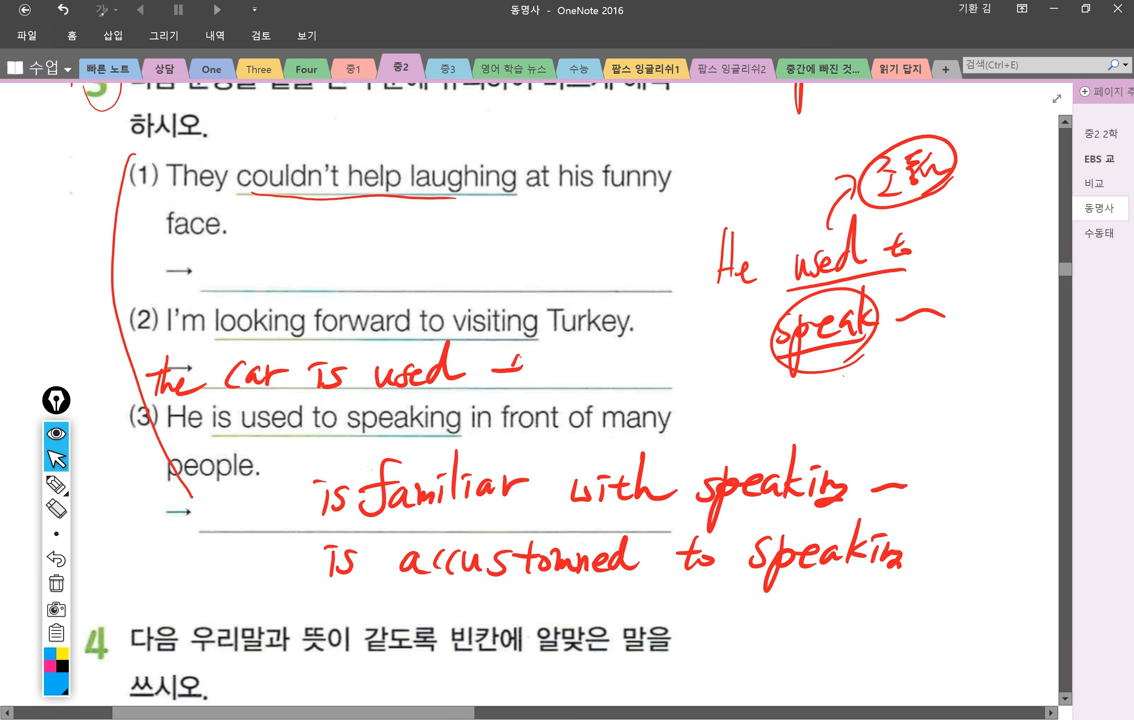 동명사 - OneNote 2016
기환 김
파일 홈 삽입 그리기 내역 검토 보기
수업 빠른 노트 상담 One Three Four 중1 중2 중3 영어 학습 뉴스 수능 팝스 잉글리쉬1 팝스 잉글리쉬2 중간에 빠진 것... 읽기 답지 +
검색(Ctrl+E)
페이지 추
중2 2학
EBS 교
비교
동명사
수동태
3
하시오.
(1) They couldn't help laughing at his funny
face.
→
(2) I'm looking forward to visiting Turkey.
→
the car is used
(3) He is used to speaking in front of many
people.
→
is familiar with speaking ~
is accustomned to speaking
He used to
speak ~
4 다음 우리말과 뜻이 같도록 빈칸에 알맞은 말을
쓰시오.